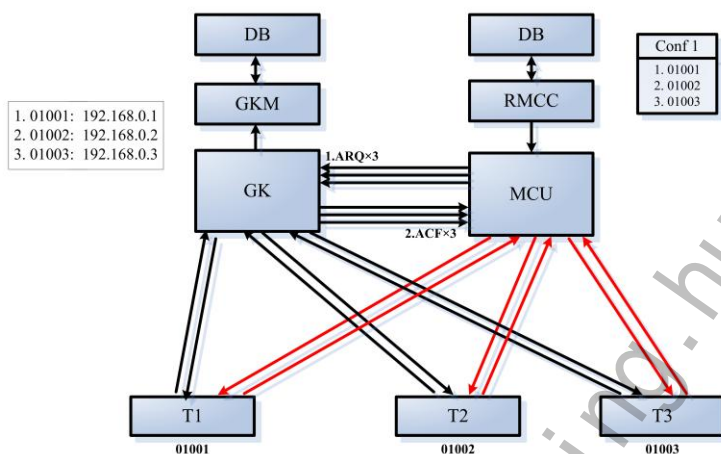 DB
DB
Conf 1
1. 01001
2. 01002
3. 01003
GKM
RMCC
1. 01001: 192.168.0.1
2. 01002: 192.168.0.2
3. 01003: 192.168.0.3
1.ARQ×3
GK
MCU
2.ACF×3
T1
T2
T3
01001
01002
01003